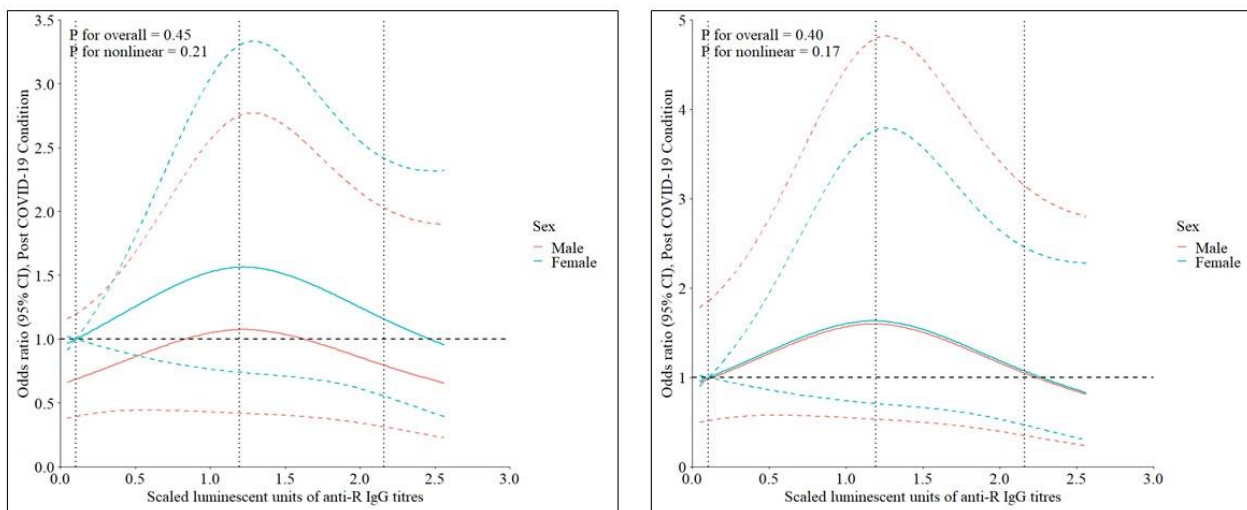 P for overall = 0.45
P for nonlinear = 0.21
Odds ratio (95% CI), Post COVID-19 Condition
3.5
3.0
2.5
2.0
1.5
1.0
0.5
0.0
0.0 0.5 1.0 1.5 2.0 2.5 3.0
Scaled luminescent units of anti-R IgG titres
Sex
Male
Female
P for overall = 0.40
P for nonlinear = 0.17
Odds ratio (95% CI), Post COVID-19 Condition
5
4
3
2
1
0
0.0 0.5 1.0 1.5 2.0 2.5 3.0
Scaled luminescent units of anti-R IgG titres
Sex
Male
Female